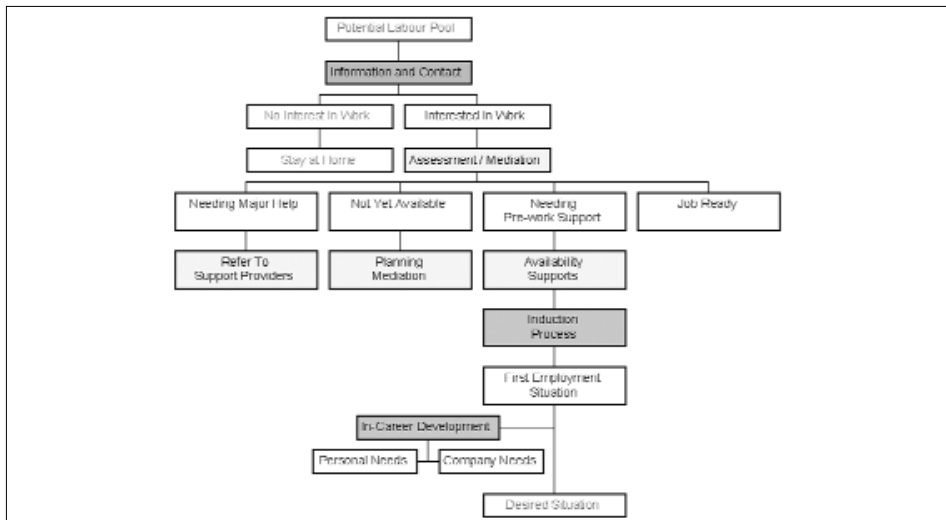 Potential Labour Pool
Information and Contact
No Interest In Work
Interested In Work
Stay at Home
Assessment / Mediation
Needing Major Help
Not Yet Available
Needing
Pre-work Support
Job Ready
Refer To
Support Providers
Planning
Mediation
Availability
Supports
Induction
Process
First Employment
Situation
In-Career Development
Personal Needs
Company Needs
Desired Situation